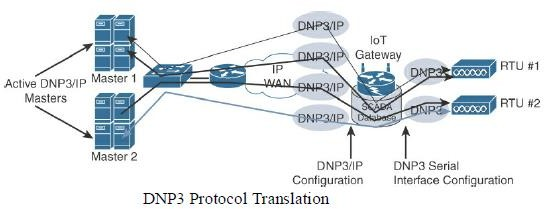 DNP3/IP
IoT
Gateway
DNP3/IP
IP
WAN
DNP3
RTU #1
Master 1
Active DNP3/IP
Masters
DNP3/IP
SCADA
Database
DNP3
RTU #2
DNP3/IP
Master 2
DNP3/IP
Configuration
DNP3 Serial
Interface Configuration
DNP3 Protocol Translation